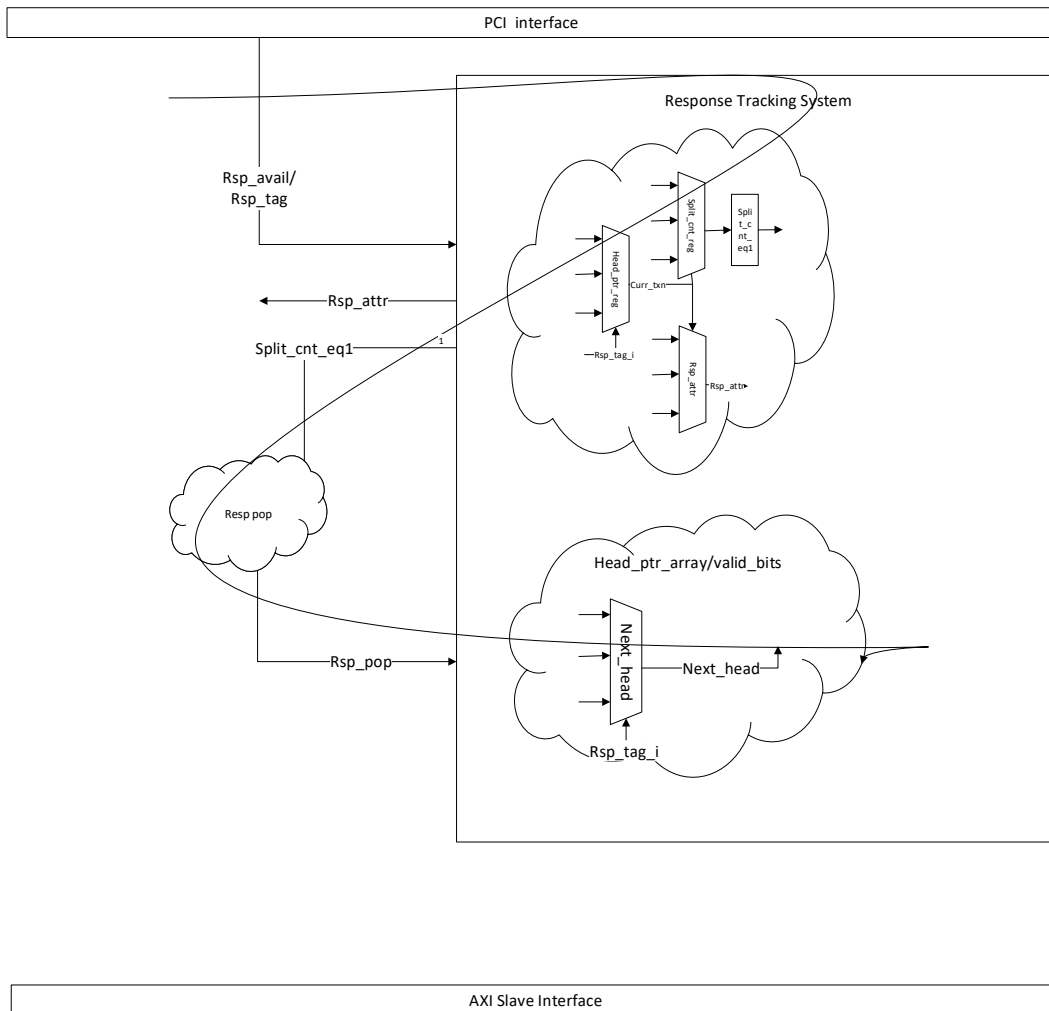 PCI interface
Response Tracking System
Rsp_avail/
Rsp_tag
Split_cnt_reg
Spli
t_c
nt_
eq1
Head_ptr_reg
Curr_txn
Rsp_attr
Split_cnt_eq1
1
Rsp_tag_i
Rsp_attr
Rsp_attr
Resp pop
Head_ptr_array/valid_bits
Next_head
Rsp_pop
Next_head
Rsp_tag_i
AXI Slave Interface